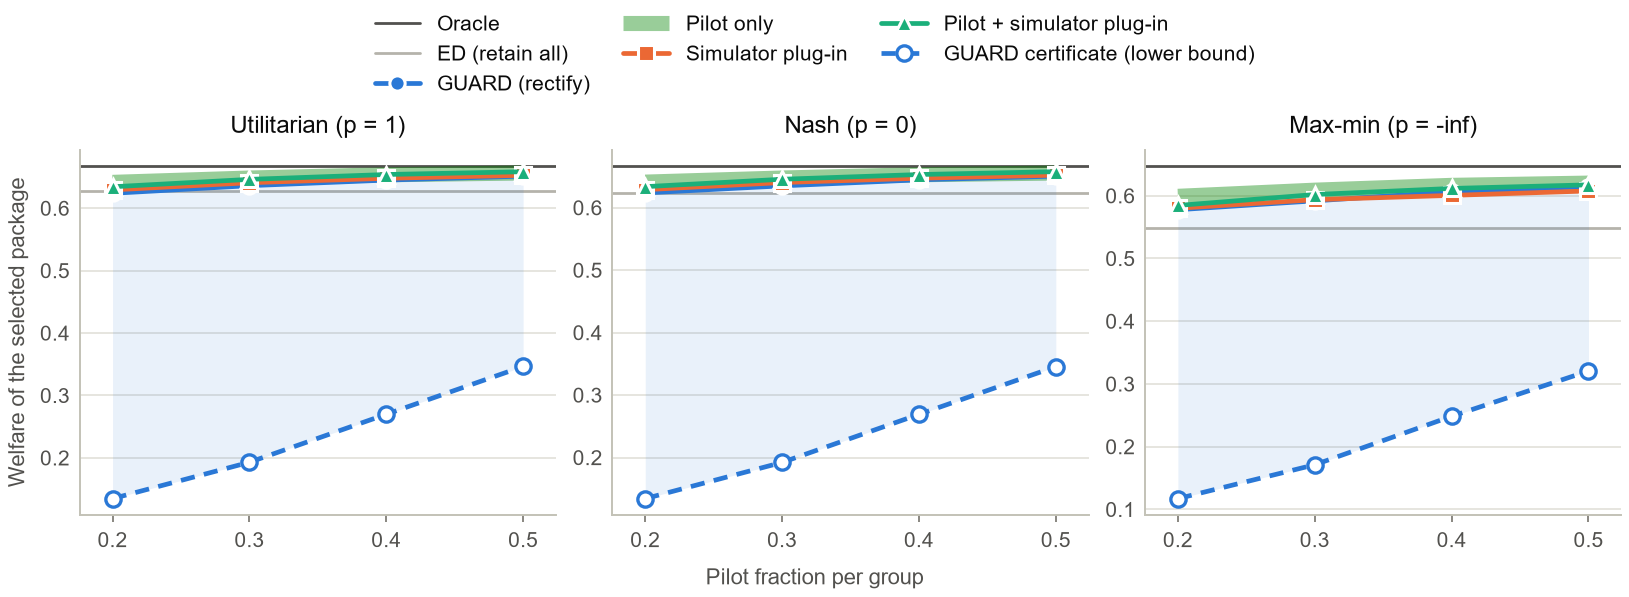 Oracle
ED (retain all)
GUARD (rectify)
Pilot only
Simulator plug-in
Pilot + simulator plug-in
GUARD certificate (lower bound)
Utilitarian (p = 1)
Nash (p = 0)
Max-min (p = -inf)
Welfare of the selected package
0.6
0.5
0.4
0.3
0.2
0.2 0.3 0.4 0.5
0.6
0.5
0.4
0.3
0.2
0.2 0.3 0.4 0.5
0.6
0.5
0.4
0.3
0.2
0.1
0.2 0.3 0.4 0.5
Pilot fraction per group